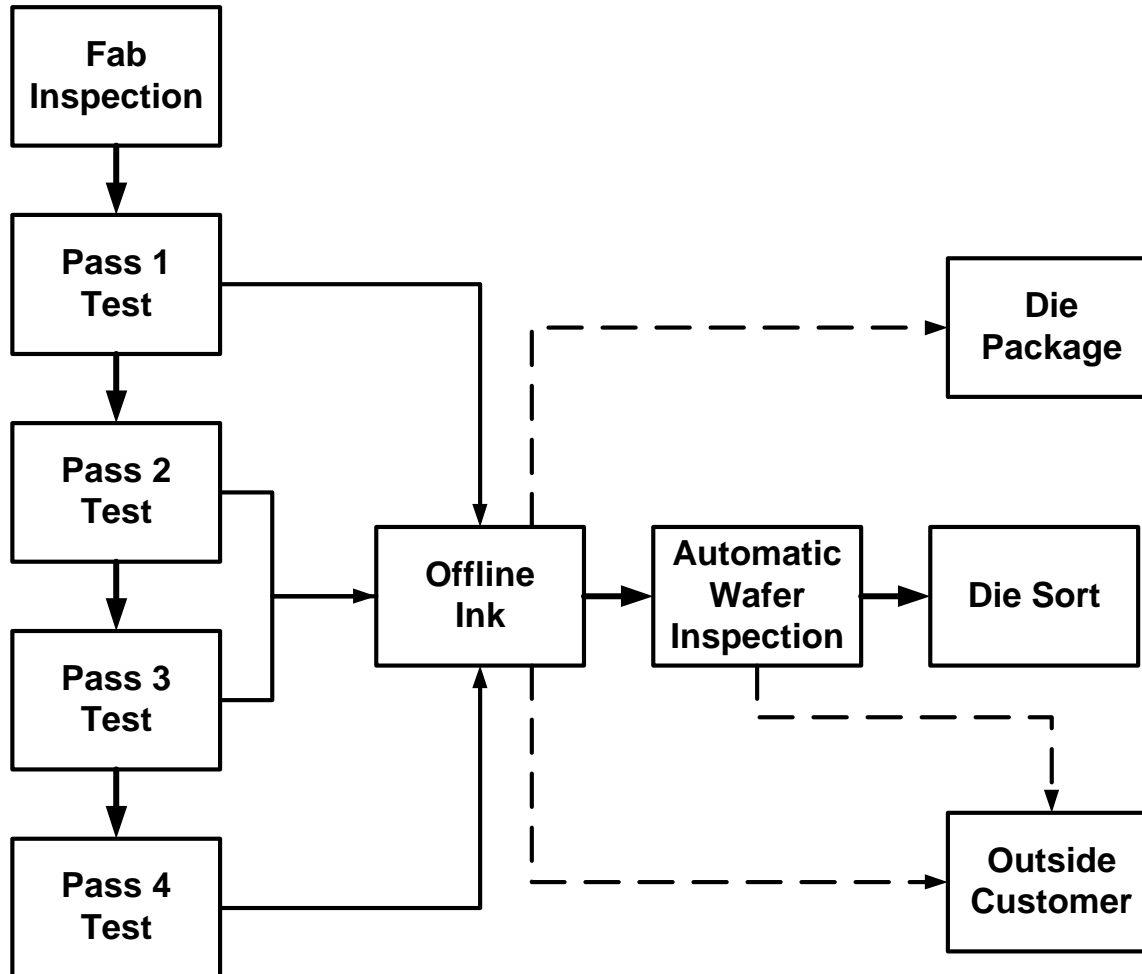 Fab
Inspection
Pass 1
Test
Pass 2
Test
Pass 3
Test
Pass 4
Test
Offline
Ink
Automatic
Wafer
Inspection
Die Sort
Die
Package
Outside
Customer